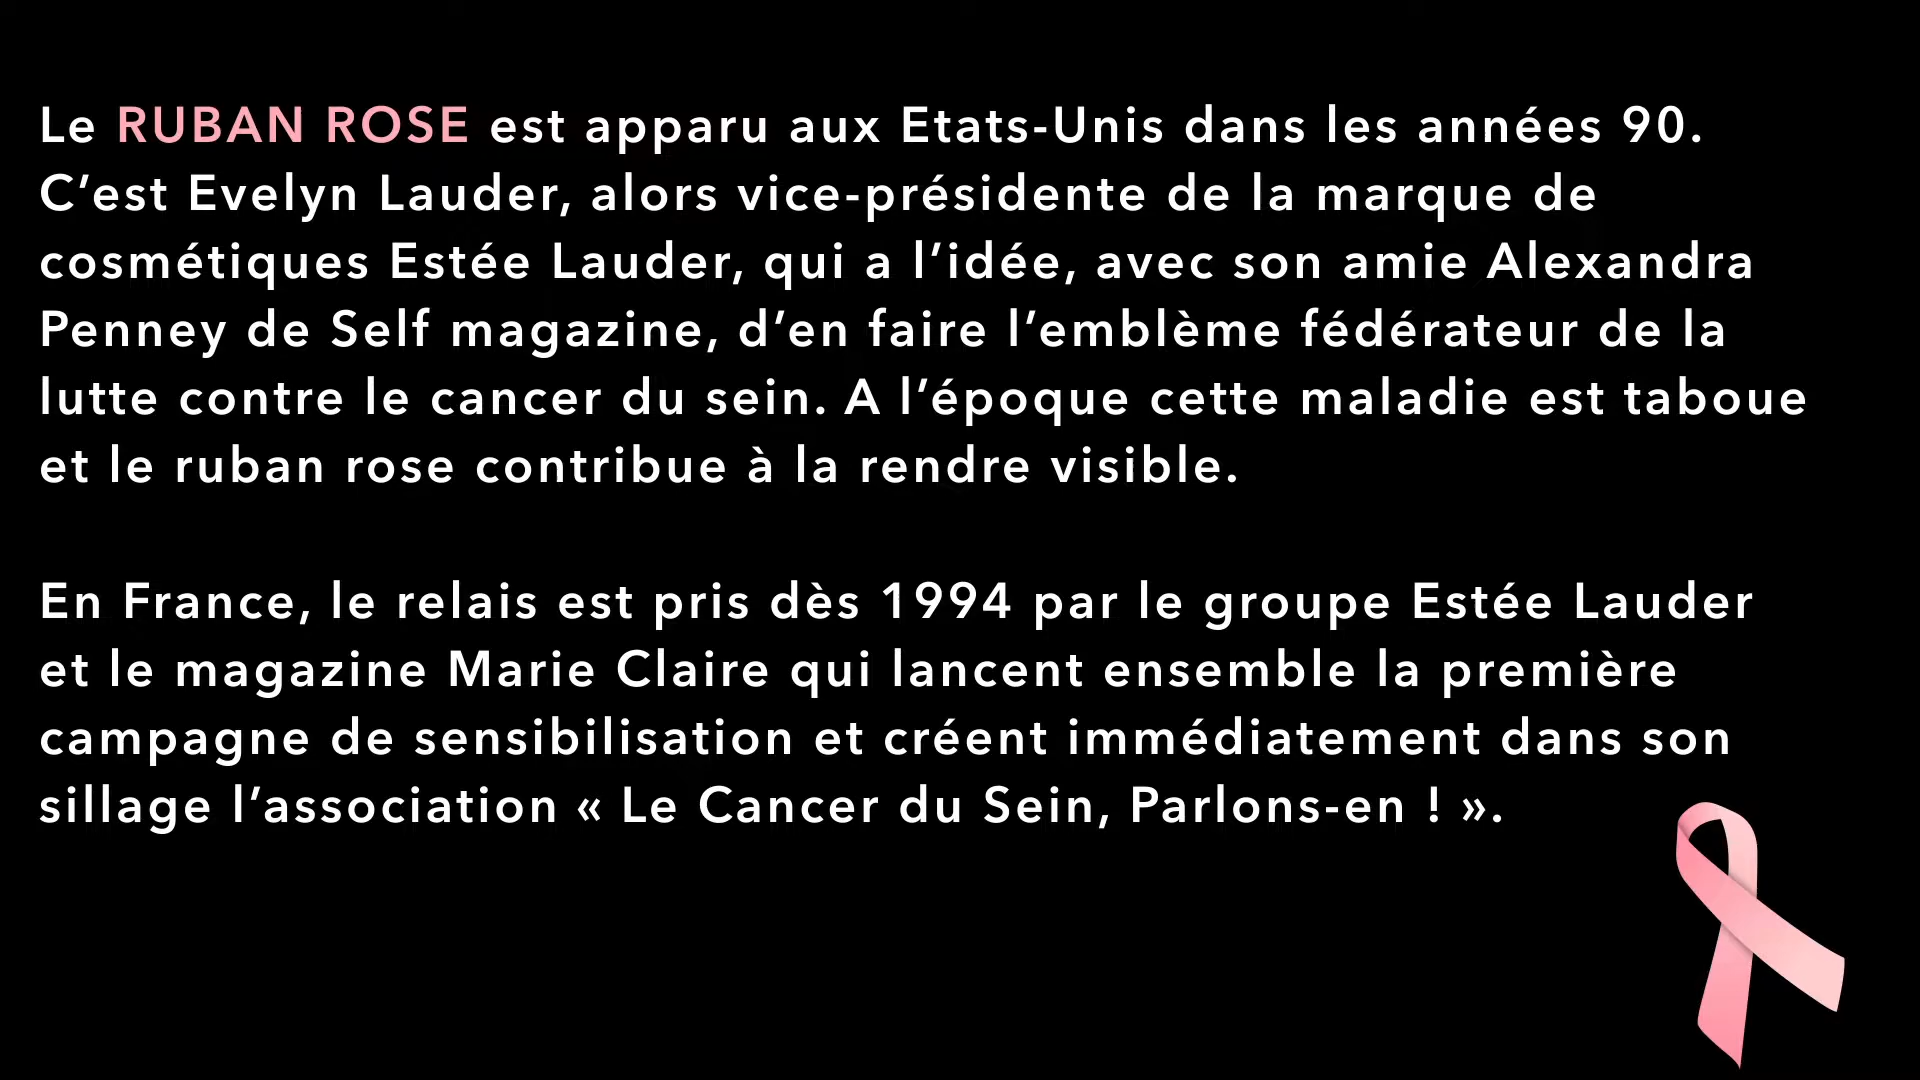 Le RUBAN ROSE est apparu aux Etats-Unis dans les années 90.
C’est Evelyn Lauder, alors vice-présidente de la marque de
cosmétiques Estée Lauder, qui a l’idée, avec son amie Alexandra
Penney de Self magazine, d’en faire l’emblème fédérateur de la
lutte contre le cancer du sein. A l’époque cette maladie est taboue
et le ruban rose contribue à la rendre visible.
En France, le relais est pris dès 1994 par le groupe Estée Lauder
et le magazine Marie Claire qui lancent ensemble la première
campagne de sensibilisation et créent immédiatement dans son
sillage l’association « Le Cancer du Sein, Parlons-en ! ».